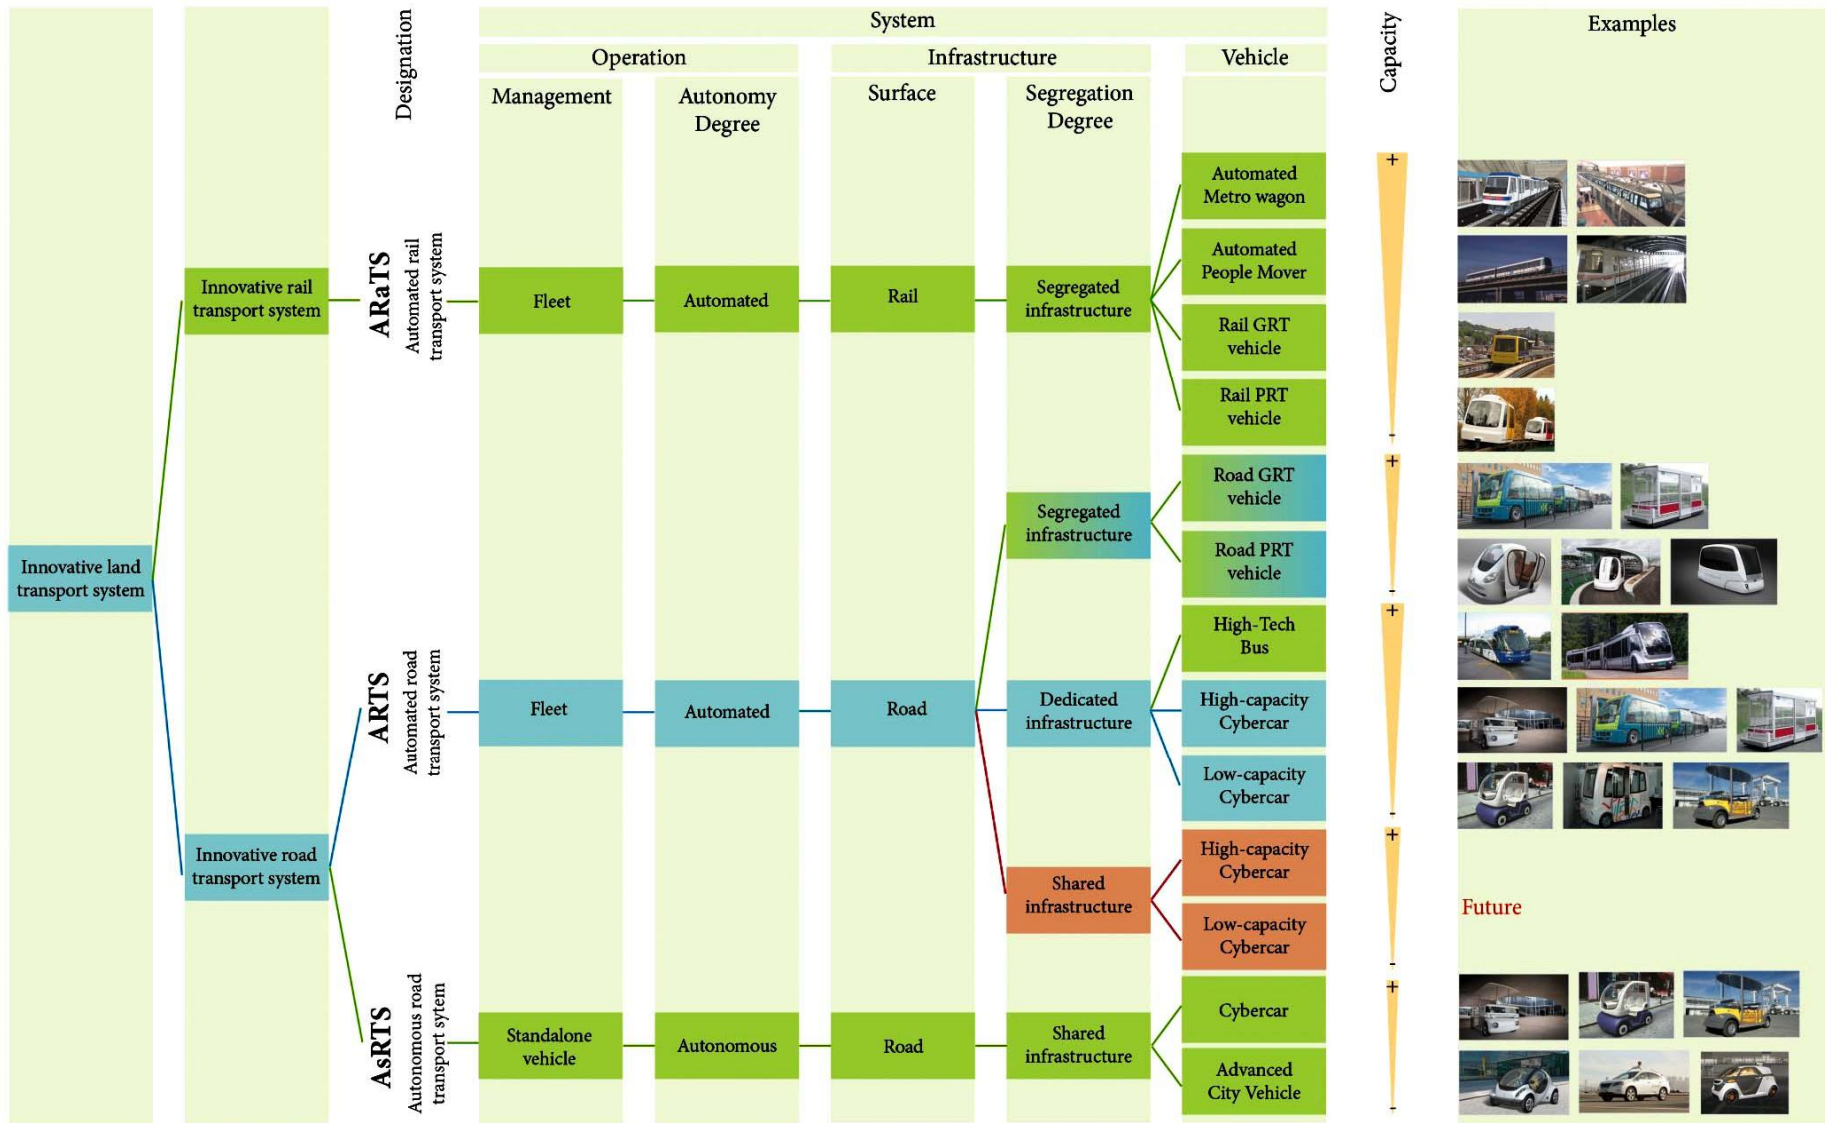 System
Examples
Designation
Capacity
Operation
Infrastructure
Vehicle
Management
Autonomy
Degree
Surface
Segregation
Degree
Innovative land
transport system
Innovative rail
transport system
ARaTS
Automated rail
transport system
Fleet
Automated
Rail
Segregated
infrastructure
Automated
Metro wagon
Automated
People Mover
Rail GRT
vehicle
Rail PRT
vehicle
+
-
Innovative road
transport system
ARTS
Automated road
transport system
Fleet
Automated
Road
Segregated
infrastructure
Road GRT
vehicle
Road PRT
vehicle
+
-
Dedicated
infrastructure
High-Tech
Bus
High-capacity
Cybercar
Low-capacity
Cybercar
+
-
Shared
infrastructure
High-capacity
Cybercar
Low-capacity
Cybercar
+
-
Future
AsRTS
Autonomous road
transport sytem
Standalone
vehicle
Autonomous
Road
Shared
infrastructure
Cybercar
Advanced
City Vehicle
+
-